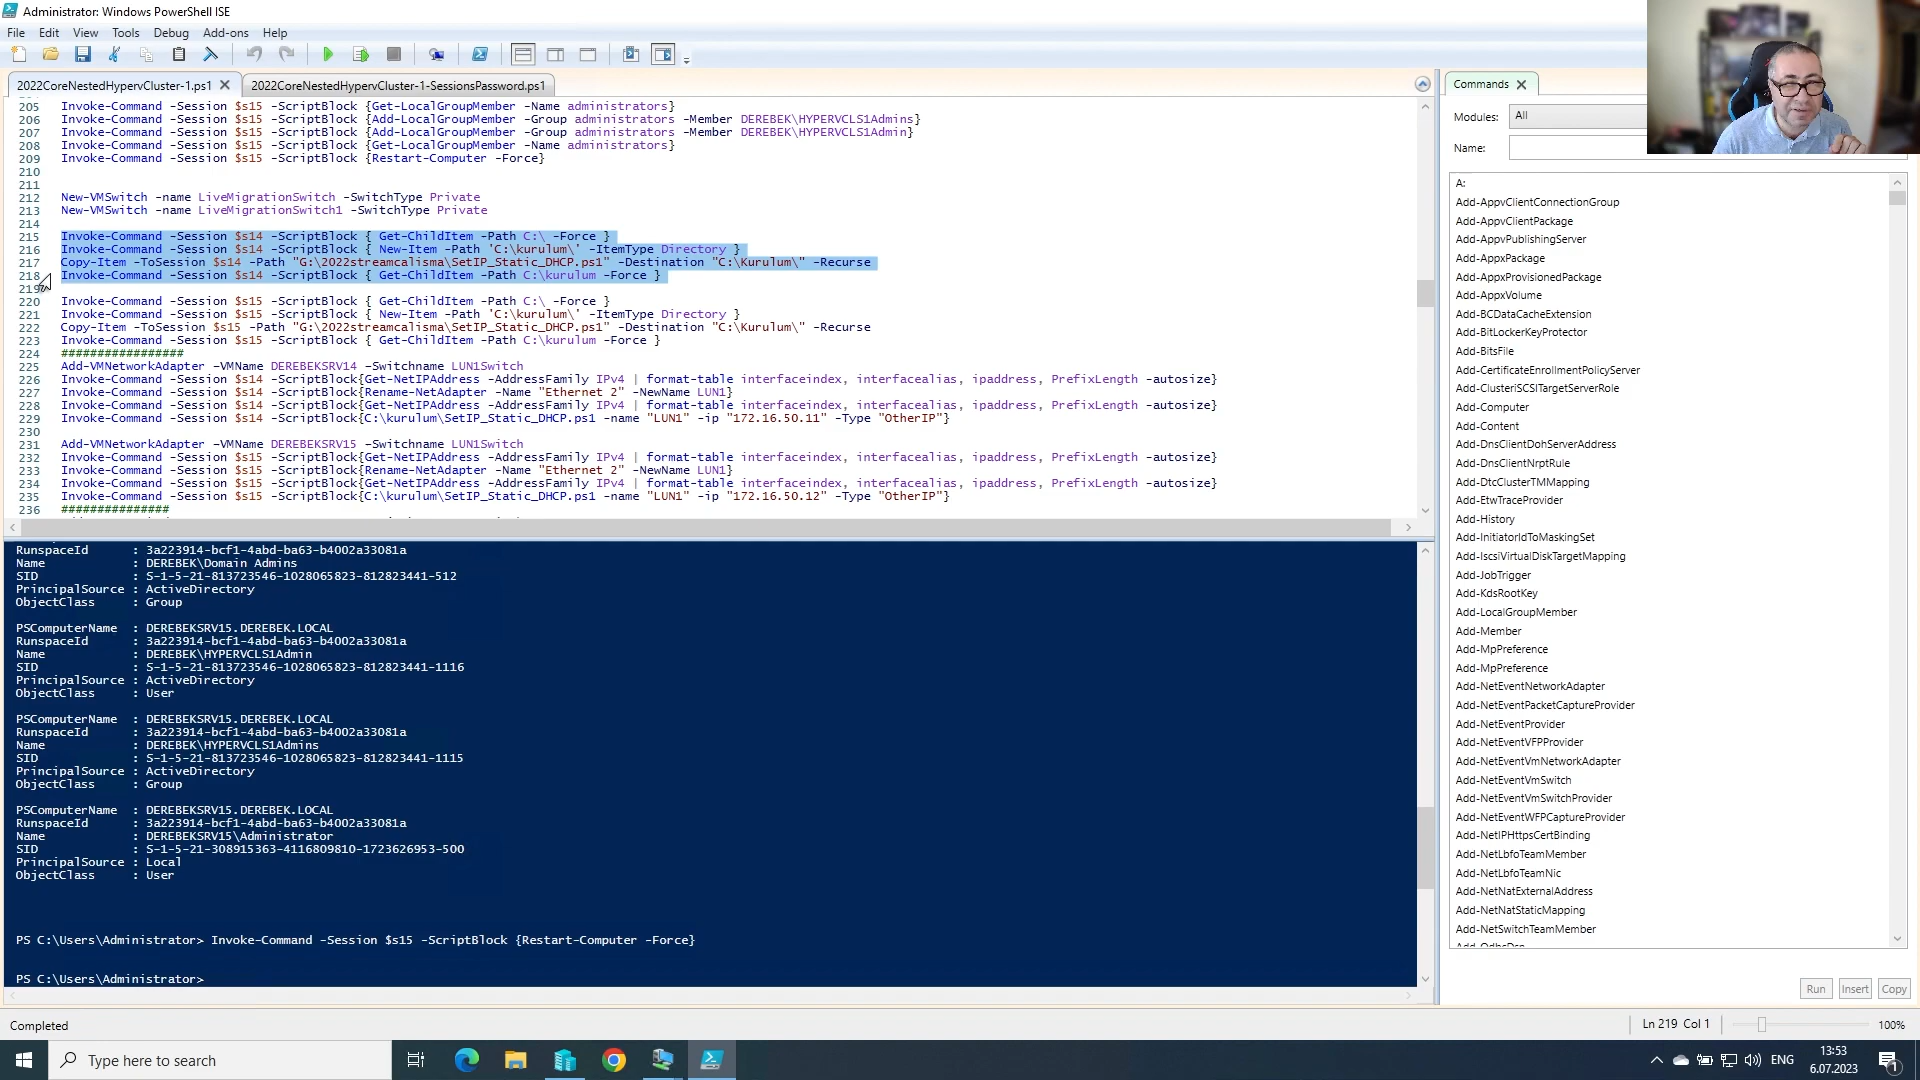 Administrator: Windows PowerShell ISE
File Edit View Tools Debug Add-ons Help
2022CoreNestedHypervCluster-1.ps1
2022CoreNestedHypervCluster-1-SessionsPassword.ps1
205 Invoke-Command -Session $s15 -ScriptBlock {Get-LocalGroupMember -Name administrators}
206 Invoke-Command -Session $s15 -ScriptBlock {Add-LocalGroupMember -Group administrators -Member DEREBEK\HYPERVCLS1Admins}
207 Invoke-Command -Session $s15 -ScriptBlock {Add-LocalGroupMember -Group administrators -Member DEREBEK\HYPERVCLS1Admin}
208 Invoke-Command -Session $s15 -ScriptBlock {Get-LocalGroupMember -Name administrators}
209 Invoke-Command -Session $s15 -ScriptBlock {Restart-Computer -Force}
210
211
212 New-VMSwitch -name LiveMigrationSwitch -SwitchType Private
213 New-VMSwitch -name LiveMigrationSwitch1 -SwitchType Private
214
215 Invoke-Command -Session $s14 -ScriptBlock { Get-ChildItem -Path C:\ -Force }
216 Invoke-Command -Session $s14 -ScriptBlock { New-Item -Path 'C:\kurulum\' -ItemType Directory }
217 Copy-Item -ToSession $s14 -Path "G:\2022streamcalisma\SetIP_Static_DHCP.ps1" -Destination "C:\Kurulum\" -Recurse
218 Invoke-Command -Session $s14 -ScriptBlock { Get-ChildItem -Path C:\kurulum -Force }
219
220 Invoke-Command -Session $s15 -ScriptBlock { Get-ChildItem -Path C:\ -Force }
221 Invoke-Command -Session $s15 -ScriptBlock { New-Item -Path 'C:\kurulum\' -ItemType Directory }
222 Copy-Item -ToSession $s15 -Path "G:\2022streamcalisma\SetIP_Static_DHCP.ps1" -Destination "C:\Kurulum\" -Recurse
223 Invoke-Command -Session $s15 -ScriptBlock { Get-ChildItem -Path C:\kurulum -Force }
224 #################
225 Add-VMNetworkAdapter -VMName DEREBEKSRV14 -Switchname LUN1Switch
226 Invoke-Command -Session $s14 -ScriptBlock{Get-NetIPAddress -AddressFamily IPv4 | format-table interfaceindex, interfacealias, ipaddress, PrefixLength -autosize}
227 Invoke-Command -Session $s14 -ScriptBlock{Rename-NetAdapter -Name "Ethernet 2" -NewName LUN1}
228 Invoke-Command -Session $s14 -ScriptBlock{Get-NetIPAddress -AddressFamily IPv4 | format-table interfaceindex, interfacealias, ipaddress, PrefixLength -autosize}
229 Invoke-Command -Session $s14 -ScriptBlock{C:\kurulum\SetIP_Static_DHCP.ps1 -name "LUN1" -ip "172.16.50.11" -Type "OtherIP"}
230
231 Add-VMNetworkAdapter -VMName DEREBEKSRV15 -Switchname LUN1Switch
232 Invoke-Command -Session $s15 -ScriptBlock{Get-NetIPAddress -AddressFamily IPv4 | format-table interfaceindex, interfacealias, ipaddress, PrefixLength -autosize}
233 Invoke-Command -Session $s15 -ScriptBlock{Rename-NetAdapter -Name "Ethernet 2" -NewName LUN1}
234 Invoke-Command -Session $s15 -ScriptBlock{Get-NetIPAddress -AddressFamily IPv4 | format-table interfaceindex, interfacealias, ipaddress, PrefixLength -autosize}
235 Invoke-Command -Session $s15 -ScriptBlock{C:\kurulum\SetIP_Static_DHCP.ps1 -name "LUN1" -ip "172.16.50.12" -Type "OtherIP"}
236 ###############
RunspaceId : 3a223914-bcf1-4abd-ba63-b4002a33081a
Name : DEREBEK\Domain Admins
SID : S-1-5-21-813723546-1028065823-812823441-512
PrincipalSource : ActiveDirectory
ObjectClass : Group
PSComputerName : DEREBEKSRV15.DEREBEK.LOCAL
RunspaceId : 3a223914-bcf1-4abd-ba63-b4002a33081a
Name : DEREBEK\HYPERVCLS1Admin
SID : S-1-5-21-813723546-1028065823-812823441-1116
PrincipalSource : ActiveDirectory
ObjectClass : User
PSComputerName : DEREBEKSRV15.DEREBEK.LOCAL
RunspaceId : 3a223914-bcf1-4abd-ba63-b4002a33081a
Name : DEREBEK\HYPERVCLS1Admins
SID : S-1-5-21-813723546-1028065823-812823441-1115
PrincipalSource : ActiveDirectory
ObjectClass : Group
PSComputerName : DEREBEKSRV15.DEREBEK.LOCAL
RunspaceId : 3a223914-bcf1-4abd-ba63-b4002a33081a
Name : DEREBEKSRV15\Administrator
SID : S-1-5-21-308915363-4116809810-1723626953-500
PrincipalSource : Local
ObjectClass : User
PS C:\Users\Administrator> Invoke-Command -Session $s15 -ScriptBlock {Restart-Computer -Force}
PS C:\Users\Administrator>
Commands
Modules: All
Name:
A:
Add-AppvClientConnectionGroup
Add-AppvClientPackage
Add-AppvPublishingServer
Add-AppxPackage
Add-AppxProvisionedPackage
Add-AppxVolume
Add-BCDataCacheExtension
Add-BitLockerKeyProtector
Add-BitsFile
Add-CertificateEnrollmentPolicyServer
Add-ClusteriSCSITargetServerRole
Add-Computer
Add-Content
Add-DnsClientDohServerAddress
Add-DnsClientNrptRule
Add-DtcClusterTMMapping
Add-EtwTraceProvider
Add-History
Add-InitiatorIdToMaskingSet
Add-IscsiVirtualDiskTargetMapping
Add-JobTrigger
Add-KdsRootKey
Add-LocalGroupMember
Add-Member
Add-MpPreference
Add-MpPreference
Add-NetEventNetworkAdapter
Add-NetEventPacketCaptureProvider
Add-NetEventProvider
Add-NetEventVFPProvider
Add-NetEventVmNetworkAdapter
Add-NetEventVmSwitch
Add-NetEventVmSwitchProvider
Add-NetEventWFPCaptureProvider
Add-NetIPHttpsCertBinding
Add-NetLbfoTeamMember
Add-NetLbfoTeamNic
Add-NetNatExternalAddress
Add-NetNatStaticMapping
Add-NetSwitchTeamMember
Run Insert Copy
Completed
Ln 219 Col 1
100%
Type here to search
ENG
13:53
6.07.2023
1